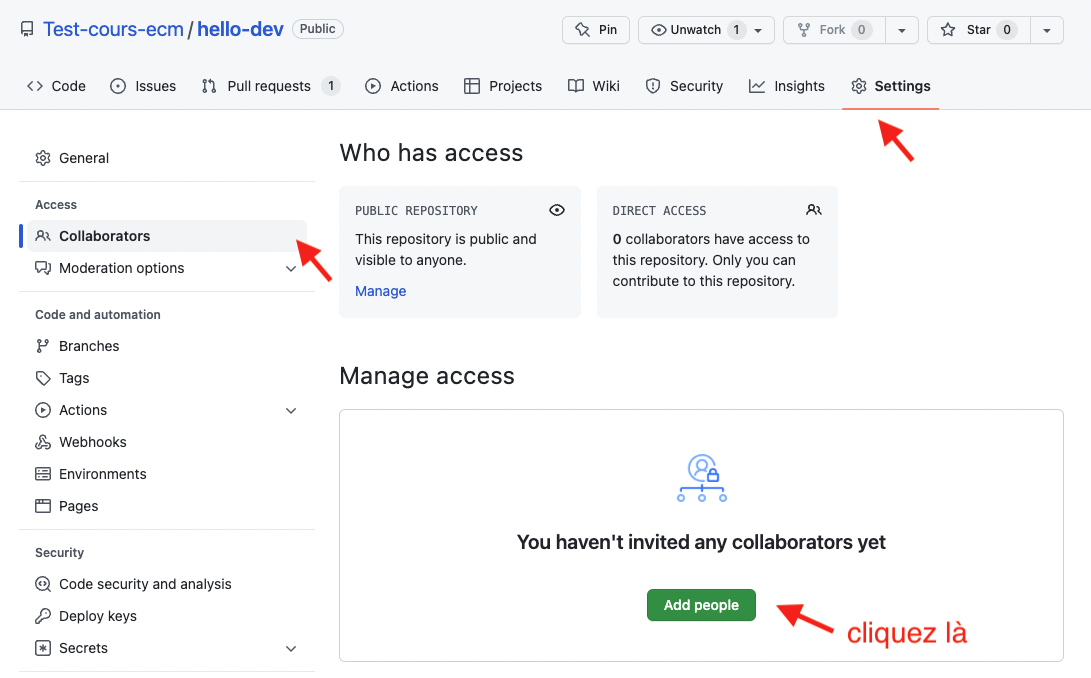 Test-cours-ecm / hello-dev Public
Pin
Unwatch 1
Fork 0
Star 0
Code
Issues
Pull requests 1
Actions
Projects
Wiki
Security
Insights
Settings
General
Access
Collaborators
Moderation options
Code and automation
Branches
Tags
Actions
Webhooks
Environments
Pages
Security
Code security and analysis
Deploy keys
Secrets
Who has access
PUBLIC REPOSITORY
This repository is public and
visible to anyone.
Manage
DIRECT ACCESS
0 collaborators have access to
this repository. Only you can
contribute to this repository.
Manage access
You haven't invited any collaborators yet
Add people
cliquez là